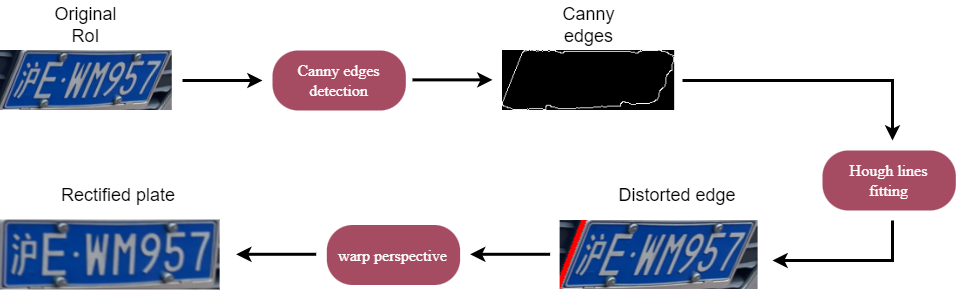 Original
RoI
Canny
edges
沪E·WM957
Canny edges
detection
Hough lines
fitting
Rectified plate
Distorted edge
沪E·WM957
warp perspective
沪E·WM957